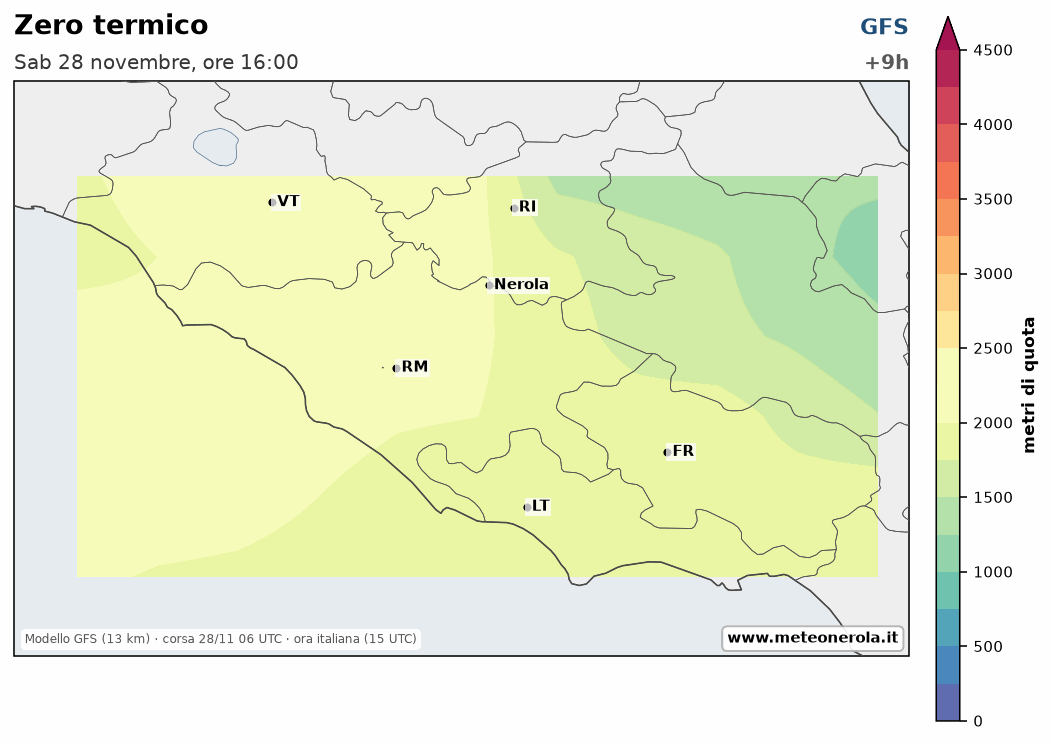 Zero termico
GFS
Sab 28 novembre, ore 16:00
+9h
VT
RI
Nerola
RM
FR
LT
Modello GFS (13 km) · corsa 28/11 06 UTC · ora italiana (15 UTC)
www.meteonerola.it
4500
4000
3500
3000
2500
2000
1500
1000
500
0
metri di quota